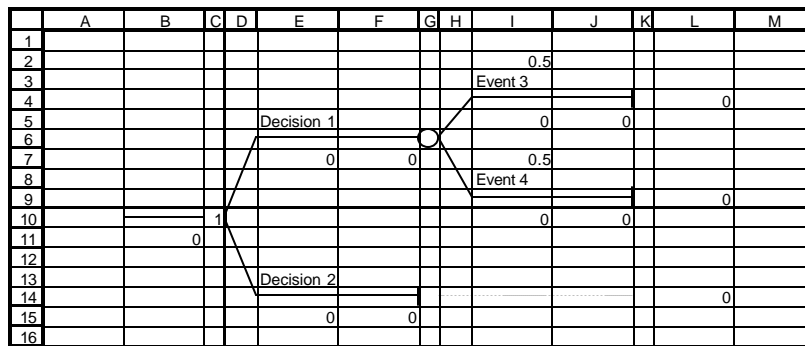 A B C D E F G H I J K L M
1
2 0.5
3 Event 3
4 0
5 Decision 1 0 0
6
7 0 0 0.5
8 Event 4
9 0
10 1 0 0
11 0
12
13 Decision 2
14 0
15 0 0
16